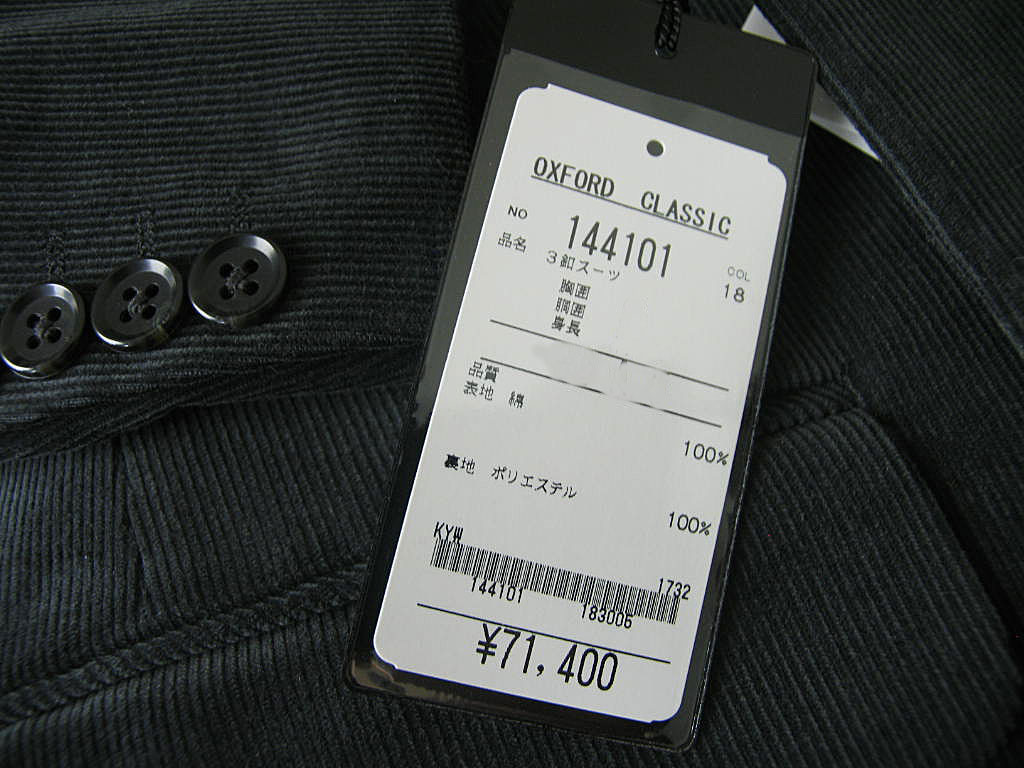 OXFORD CLASSIC
NO 144101 COL
品名 3釦スーツ 18
胸囲
胴囲
身長
品質
表地 綿
100%
裏地 ポリエステル
100%
KYW 1732
144101 183006
¥71,400